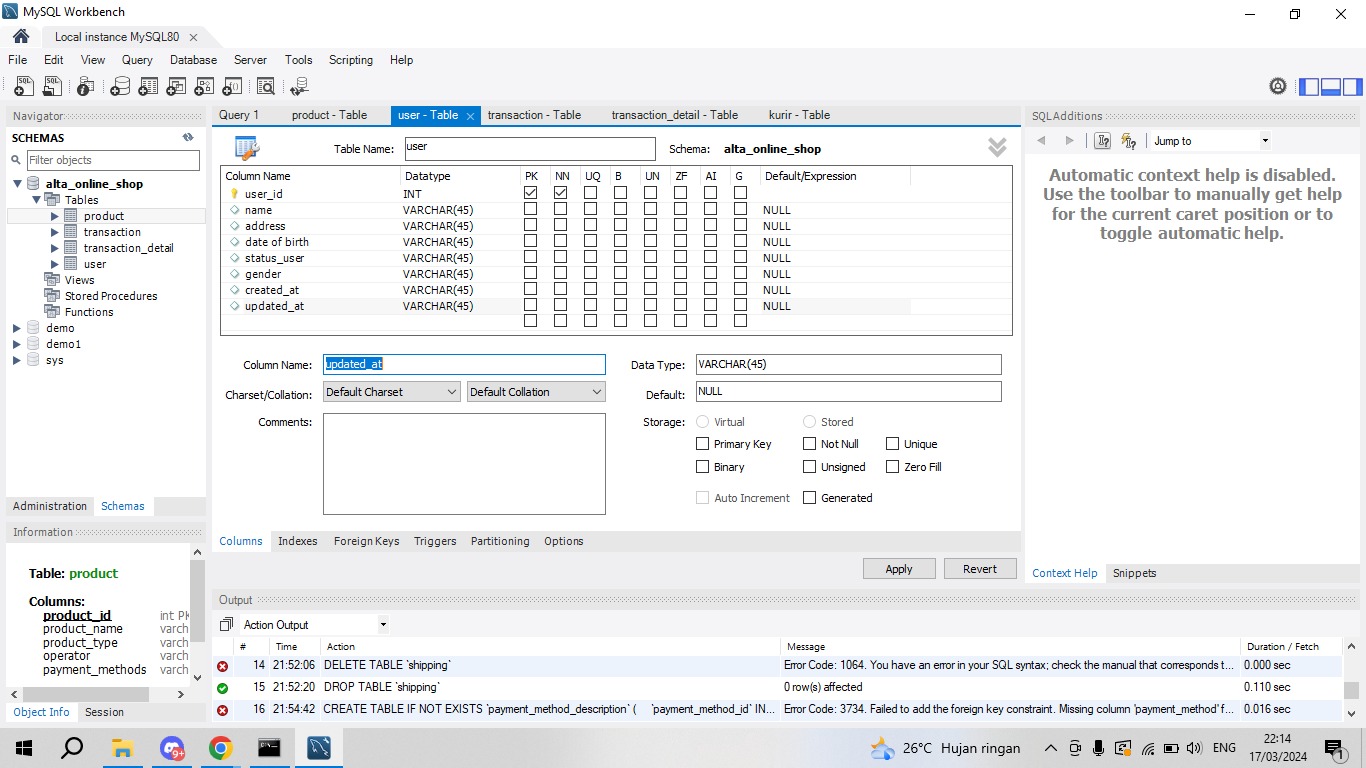 MySQL Workbench
Local instance MySQL80
File Edit View Query Database Server Tools Scripting Help
Navigator
SCHEMAS
Filter objects
alta_online_shop
Tables
product
transaction
transaction_detail
user
Views
Stored Procedures
Functions
demo
demo1
sys
Administration Schemas
Information
Table: product
Columns:
product_id int PK
product_name varch
product_type varch
operator varch
payment_methods varch
Object Info Session
Query 1 product - Table user - Table transaction - Table transaction_detail - Table kurir - Table
Table Name: user Schema: alta_online_shop
Column Name Datatype PK NN UQ B UN ZF AI G Default/Expression
user_id INT
name VARCHAR(45) NULL
address VARCHAR(45) NULL
date of birth VARCHAR(45) NULL
status_user VARCHAR(45) NULL
gender VARCHAR(45) NULL
created_at VARCHAR(45) NULL
updated_at VARCHAR(45) NULL
Column Name: updated_at Data Type: VARCHAR(45)
Charset/Collation: Default Charset Default Collation Default: NULL
Comments: Storage: Virtual Stored
Primary Key Not Null Unique
Binary Unsigned Zero Fill
Auto Increment Generated
Columns Indexes Foreign Keys Triggers Partitioning Options
Apply Revert
SQLAdditions
Jump to
Automatic context help is disabled.
Use the toolbar to manually get help
for the current caret position or to
toggle automatic help.
Context Help Snippets
Output
Action Output
# Time Action Message Duration / Fetch
14 21:52:06 DELETE TABLE `shipping` Error Code: 1064. You have an error in your SQL syntax; check the manual that corresponds t... 0.000 sec
15 21:52:20 DROP TABLE `shipping` 0 row(s) affected 0.110 sec
16 21:54:42 CREATE TABLE IF NOT EXISTS `payment_method_description` ( `payment_method_id` IN... Error Code: 3734. Failed to add the foreign key constraint. Missing column 'payment_method' f... 0.016 sec
9+
26°C Hujan ringan
ENG
22:14
17/03/2024
1